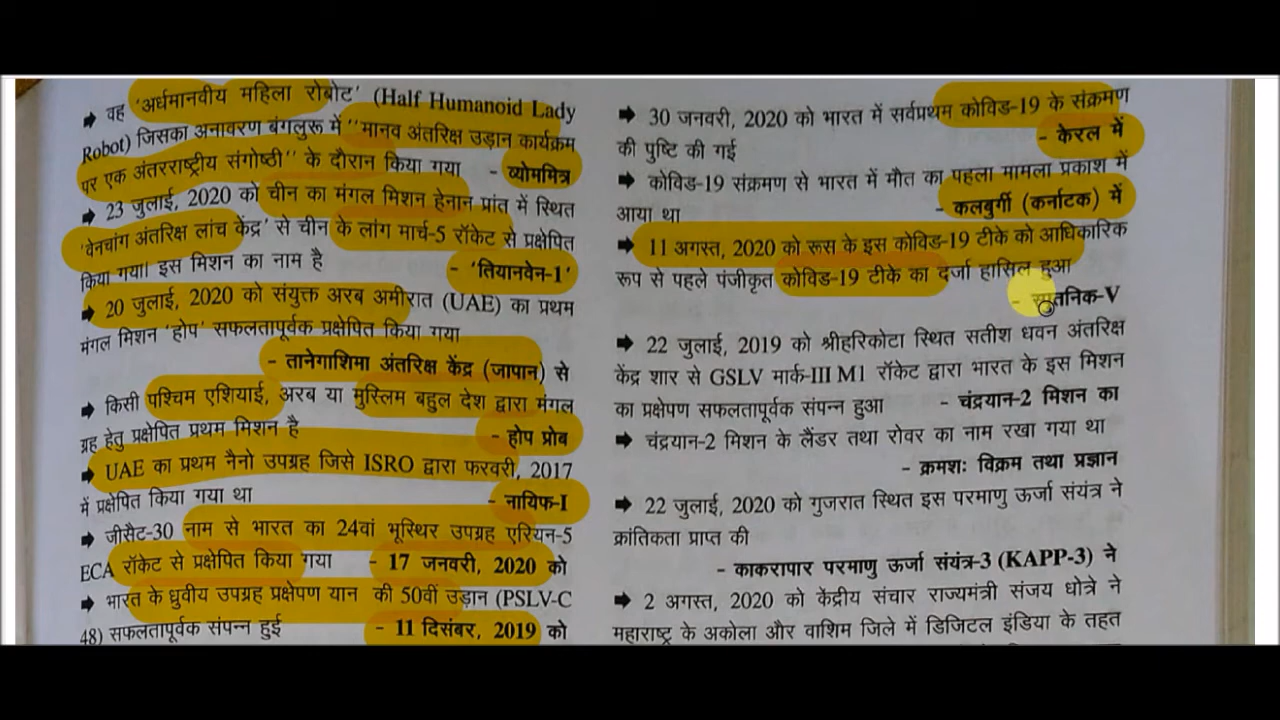 ➡ वह 'अर्धमानवीय महिला रोबोट' (Half Humanoid Lady
Robot) जिसका अनावरण बंगलुरू में "मानव अंतरिक्ष उड़ान कार्यक्रम
पर एक अंतरराष्ट्रीय संगोष्ठी" के दौरान किया गया - व्योममित्र
➡ 23 जुलाई, 2020 को चीन का मंगल मिशन हेनान प्रांत में स्थित
'वेनचांग अंतरिक्ष लांच केंद्र' से चीन के लांग मार्च-5 रॉकेट से प्रक्षेपित
किया गया। इस मिशन का नाम है - 'तियानवेन-1'
➡ 20 जुलाई, 2020 को संयुक्त अरब अमीरात (UAE) का प्रथम
मंगल मिशन 'होप' सफलतापूर्वक प्रक्षेपित किया गया
- तानेगाशिमा अंतरिक्ष केंद्र (जापान) से
➡ किसी पश्चिम एशियाई, अरब या मुस्लिम बहुल देश द्वारा मंगल
ग्रह हेतु प्रक्षेपित प्रथम मिशन है - होप प्रोब
➡ UAE का प्रथम नैनो उपग्रह जिसे ISRO द्वारा फरवरी, 2017
में प्रक्षेपित किया गया था - नायिफ-I
➡ जीसैट-30 नाम से भारत का 24वां भूस्थिर उपग्रह एरियन-5
ECA रॉकेट से प्रक्षेपित किया गया - 17 जनवरी, 2020 को
➡ भारत के ध्रुवीय उपग्रह प्रक्षेपण यान की 50वीं उड़ान (PSLV-C
48) सफलतापूर्वक संपन्न हुई - 11 दिसंबर, 2019 को
➡ 30 जनवरी, 2020 को भारत में सर्वप्रथम कोविड-19 के संक्रमण
की पुष्टि की गई - केरल में
➡ कोविड-19 संक्रमण से भारत में मौत का पहला मामला प्रकाश में
आया था - कलबुर्गी (कर्नाटक) में
➡ 11 अगस्त, 2020 को रूस के इस कोविड-19 टीके को आधिकारिक
रूप से पहले पंजीकृत कोविड-19 टीके का दर्जा हासिल हुआ
- स्पूतनिक-V
➡ 22 जुलाई, 2019 को श्रीहरिकोटा स्थित सतीश धवन अंतरिक्ष
केंद्र शार से GSLV मार्क-III M1 रॉकेट द्वारा भारत के इस मिशन
का प्रक्षेपण सफलतापूर्वक संपन्न हुआ - चंद्रयान-2 मिशन का
➡ चंद्रयान-2 मिशन के लैंडर तथा रोवर का नाम रखा गया था
- क्रमशः विक्रम तथा प्रज्ञान
➡ 22 जुलाई, 2020 को गुजरात स्थित इस परमाणु ऊर्जा संयंत्र ने
क्रांतिकता प्राप्त की
- काकरापार परमाणु ऊर्जा संयंत्र-3 (KAPP-3) ने
➡ 2 अगस्त, 2020 को केंद्रीय संचार राज्यमंत्री संजय धोत्रे ने
महाराष्ट्र के अकोला और वाशिम जिले में डिजिटल इंडिया के तहत